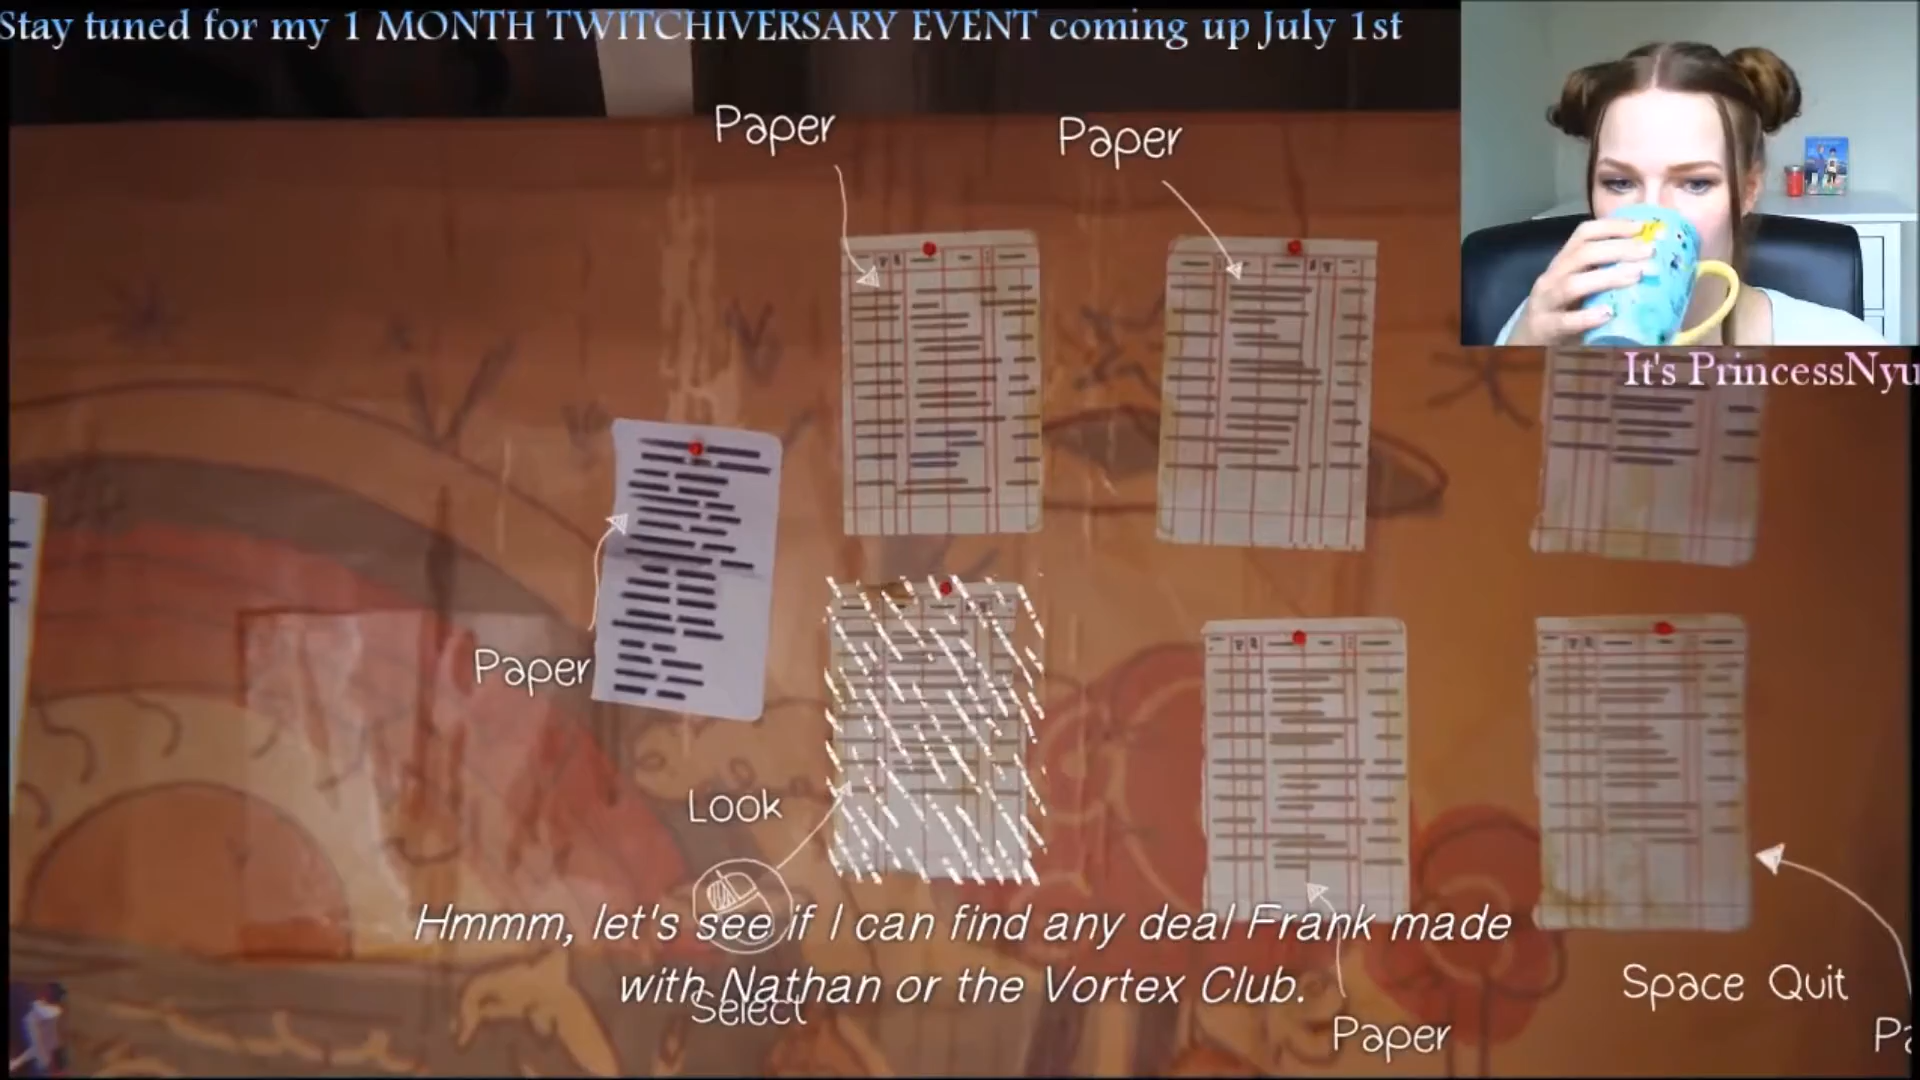 Stay tuned for my 1 MONTH TWITCHIVERSARY EVENT coming up July 1st
Paper
Paper
It's PrincessNyu
Paper
Look
Hmmm, let's see if I can find any deal Frank made
with Nathan or the Vortex Club.
Select
Space Quit
Paper
Pa